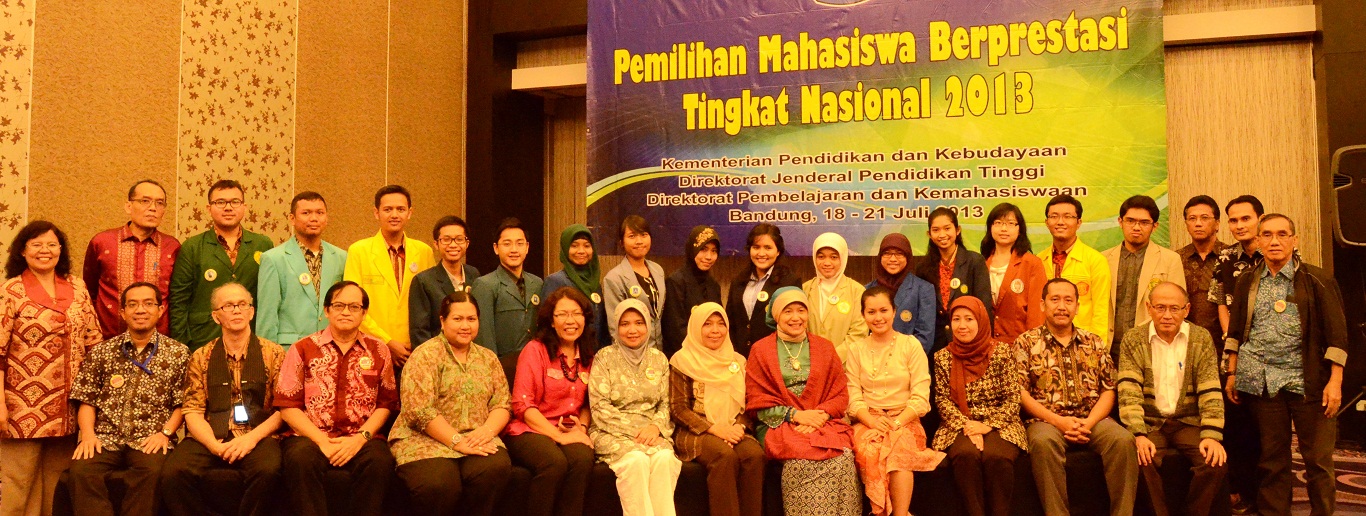 Pemilihan Mahasiswa Berprestasi
Tingkat Nasional 2013
Kementerian Pendidikan dan Kebudayaan
Direktorat Jenderal Pendidikan Tinggi
Direktorat Pembelajaran dan Kemahasiswaan
Bandung, 18 - 21 Juli 2013